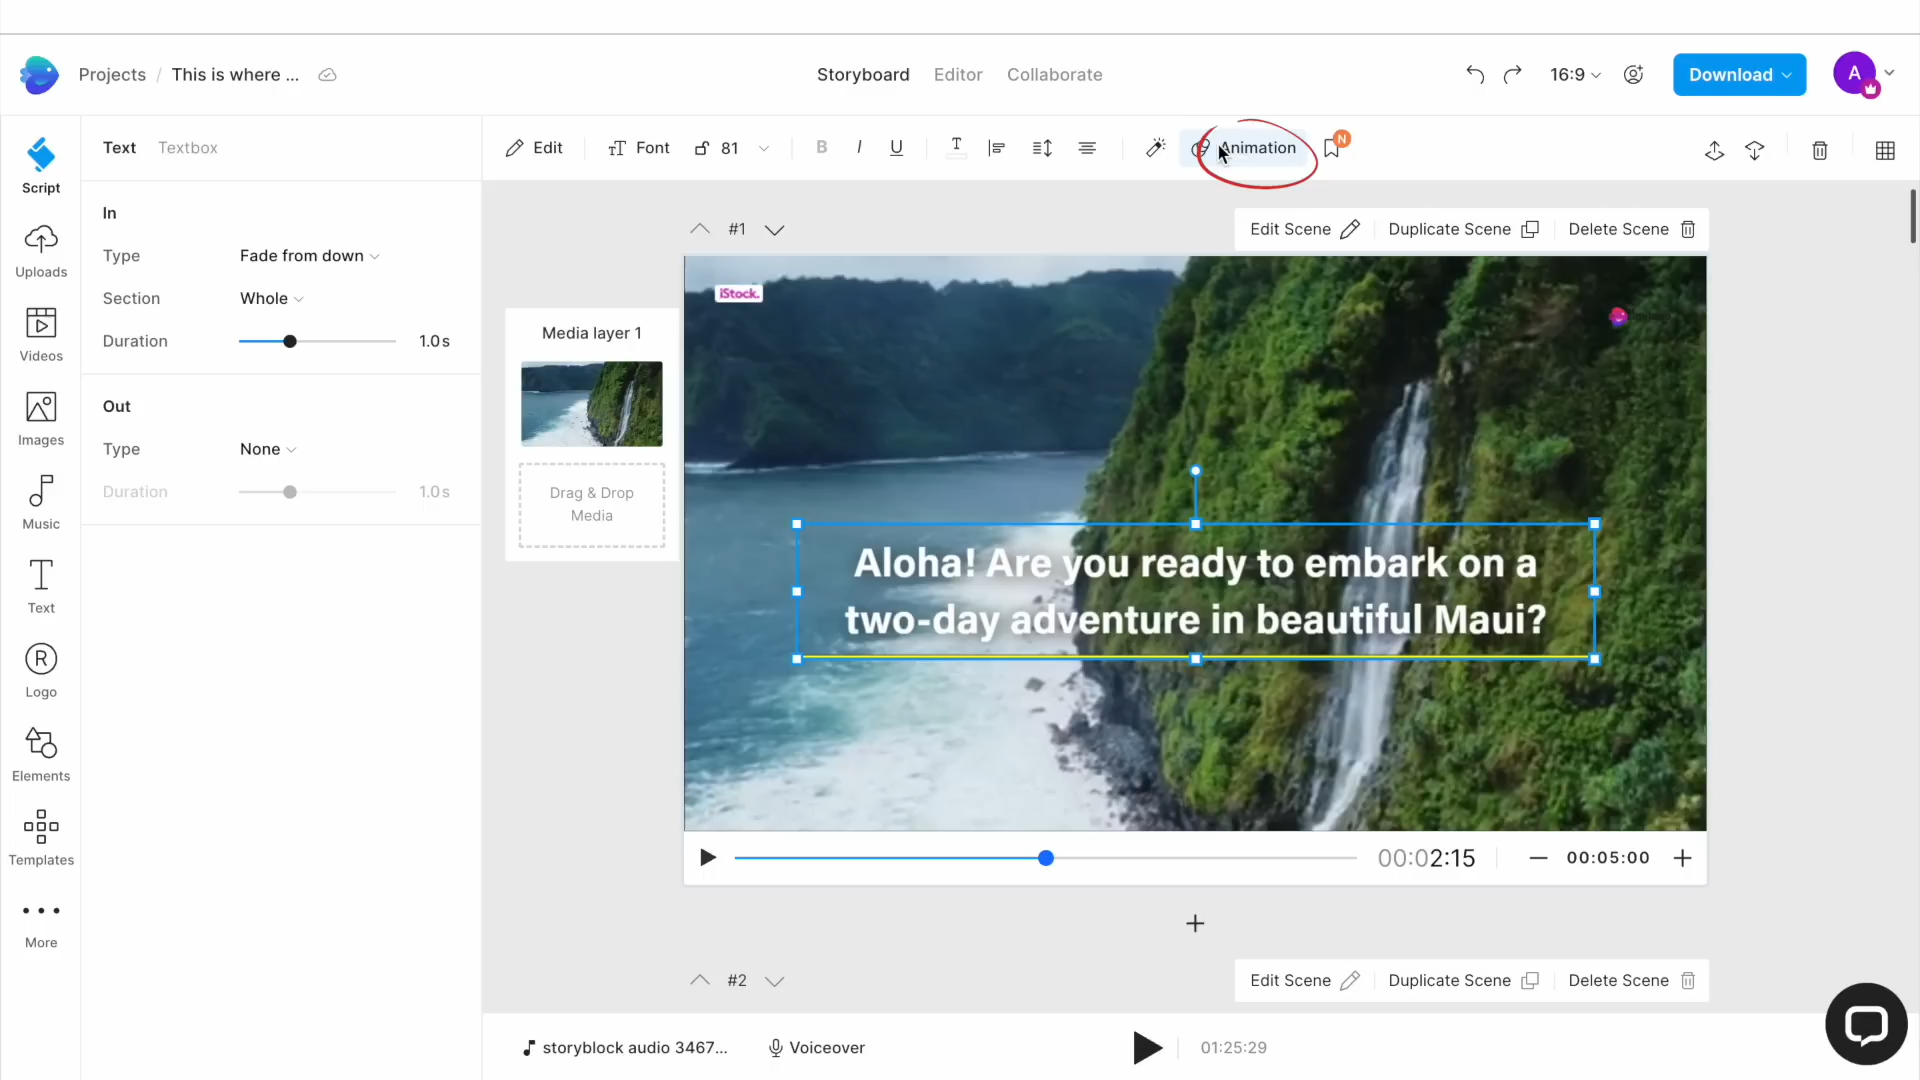 Projects / This is where ...
Storyboard Editor Collaborate
16:9
Download
A
Script
Uploads
Videos
Images
Music
Text
Logo
R
Elements
Templates
More
Text Textbox
In
Type Fade from down
Section Whole
Duration 1.0s
Out
Type None
Duration 1.0s
Edit Font 81 B I U T Animation N
#1
Edit Scene Duplicate Scene Delete Scene
Media layer 1
Drag & Drop
Media
iStock.
Aloha! Are you ready to embark on a
two-day adventure in beautiful Maui?
00:02:15 00:05:00
#2
Edit Scene Duplicate Scene Delete Scene
storyblock audio 3467... Voiceover 01:25:29